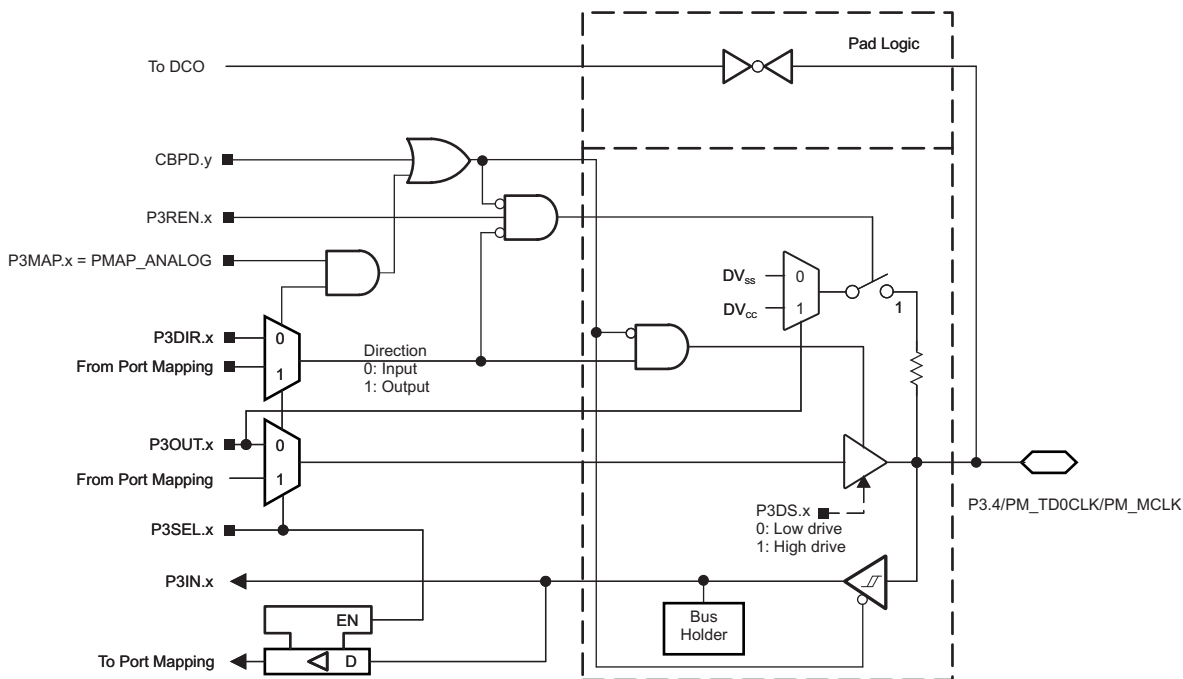 Pad Logic
To DCO
CBPD.y
P3REN.x
P3MAP.x = PMAP_ANALOG
DVss
0
DVcc
1
1
P3DIR.x
0
From Port Mapping
1
Direction
0: Input
1: Output
P3OUT.x
0
From Port Mapping
1
P3DS.x
0: Low drive
1: High drive
P3.4/PM_TD0CLK/PM_MCLK
P3SEL.x
P3IN.x
EN
Bus
Holder
To Port Mapping
D